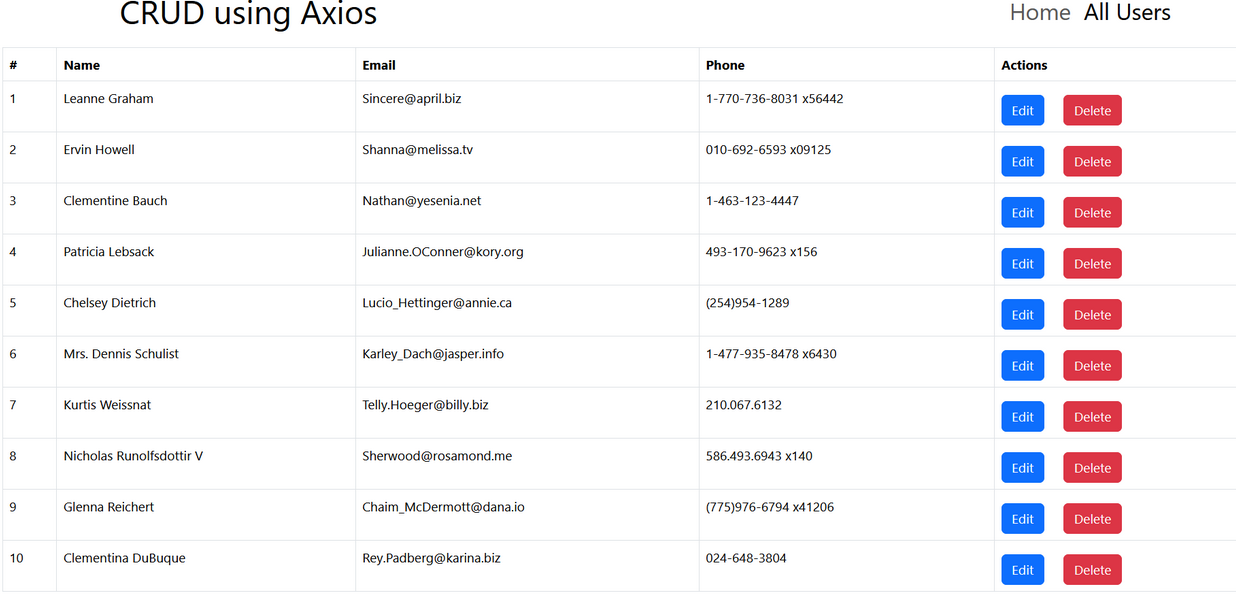 CRUD using Axios Home All Users
# Name Email Phone Actions
1 Leanne Graham Sincere@april.biz 1-770-736-8031 x56442 Edit Delete
2 Ervin Howell Shanna@melissa.tv 010-692-6593 x09125 Edit Delete
3 Clementine Bauch Nathan@yesenia.net 1-463-123-4447 Edit Delete
4 Patricia Lebsack Julianne.OConner@kory.org 493-170-9623 x156 Edit Delete
5 Chelsey Dietrich Lucio_Hettinger@annie.ca (254)954-1289 Edit Delete
6 Mrs. Dennis Schulist Karley_Dach@jasper.info 1-477-935-8478 x6430 Edit Delete
7 Kurtis Weissnat Telly.Hoeger@billy.biz 210.067.6132 Edit Delete
8 Nicholas Runolfsdottir V Sherwood@rosamond.me 586.493.6943 x140 Edit Delete
9 Glenna Reichert Chaim_McDermott@dana.io (775)976-6794 x41206 Edit Delete
10 Clementina DuBuque Rey.Padberg@karina.biz 024-648-3804 Edit Delete